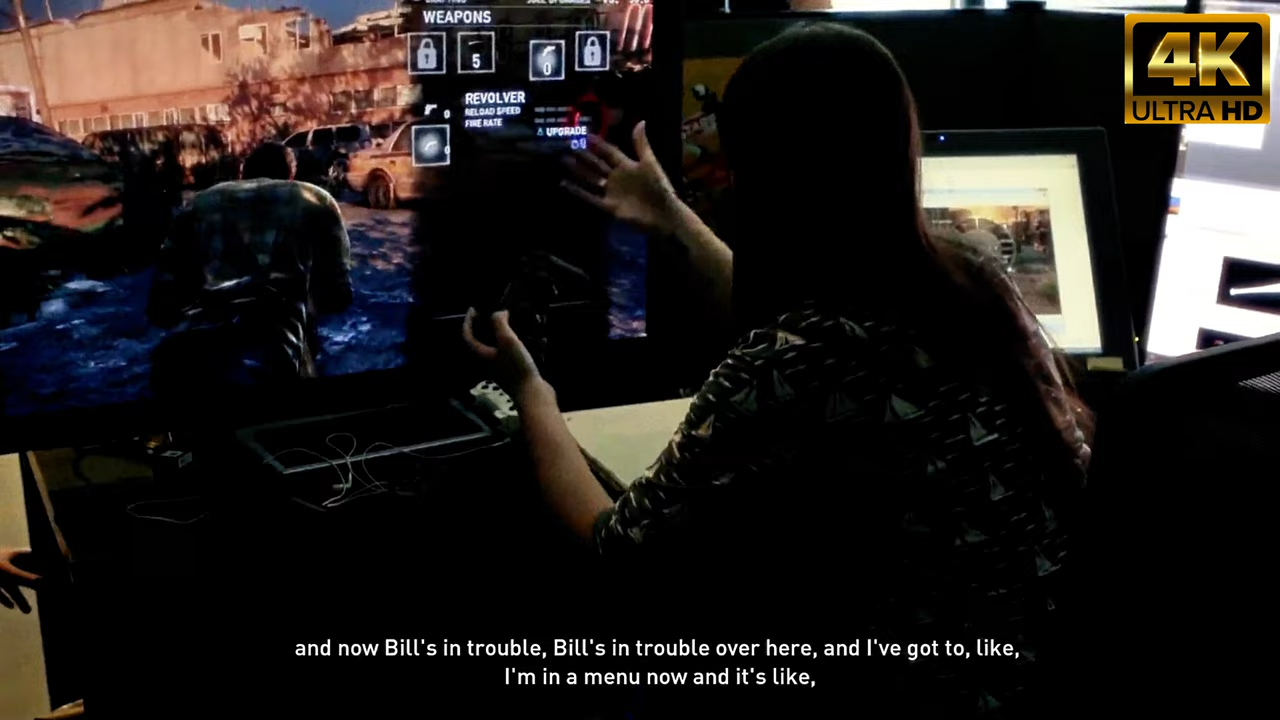 WEAPONS
5
0
REVOLVER
0
RELOAD SPEED
FIRE RATE
UPGRADE
4K
ULTRA HD
and now Bill's in trouble, Bill's in trouble over here, and I've got to, like,
I'm in a menu now and it's like,